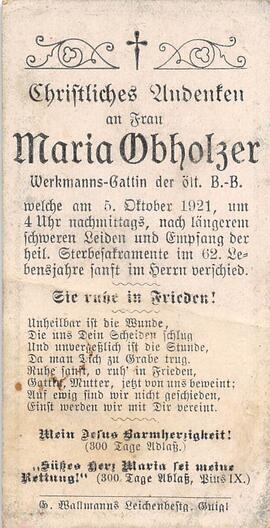 Christliches Andenken
an Frau
Maria Obholzer
Werkmanns-Gattin der öst. B.-B.
welche am 5. Oktober 1921, um
4 Uhr nachmittags, nach längerem
schweren Leiden und Empfang der
heil. Sterbesakramente im 62. Le-
bensjahre sanft im Herrn verschied.
Sie ruhe in Frieden!
Unheilbar ist die Wunde,
Die uns Dein Scheiden schlug
Und unvergeßlich ist die Stunde,
Da man Dich zu Grabe trug.
Ruhe sanft, o ruh' in Frieden,
Gattin, Mutter, jetzt von uns beweint;
Auf ewig sind wir nicht geschieden,
Einst werden wir mit Dir vereint.
Mein Jesus Barmherzigkeit!
(300 Tage Ablaß.)
„Süßes Herz Maria sei meine
Rettung!" (300. Tage Ablaß, Pius IX.)
G. Wallmanns Leichenbestg. Gnigl